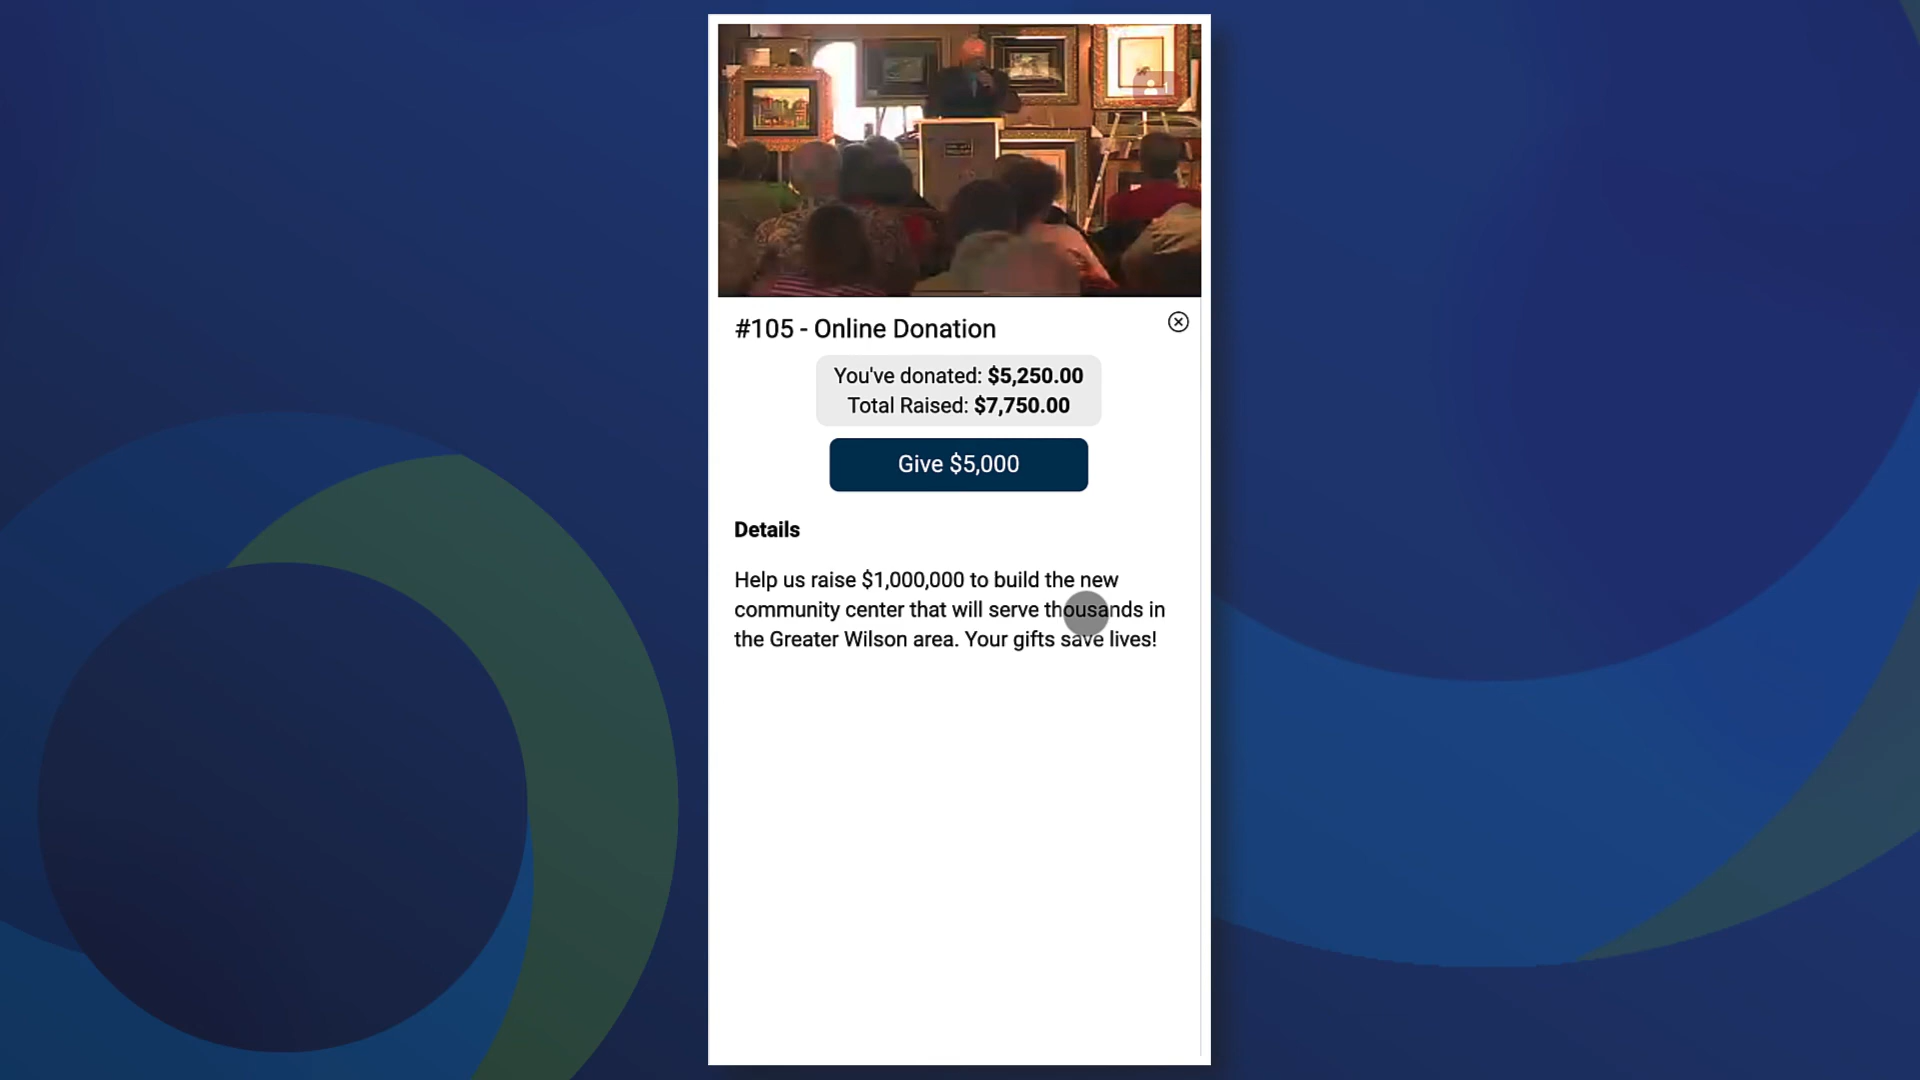 #105 - Online Donation
You've donated: $5,250.00
Total Raised: $7,750.00
Give $5,000
Details
Help us raise $1,000,000 to build the new
community center that will serve thousands in
the Greater Wilson area. Your gifts save lives!